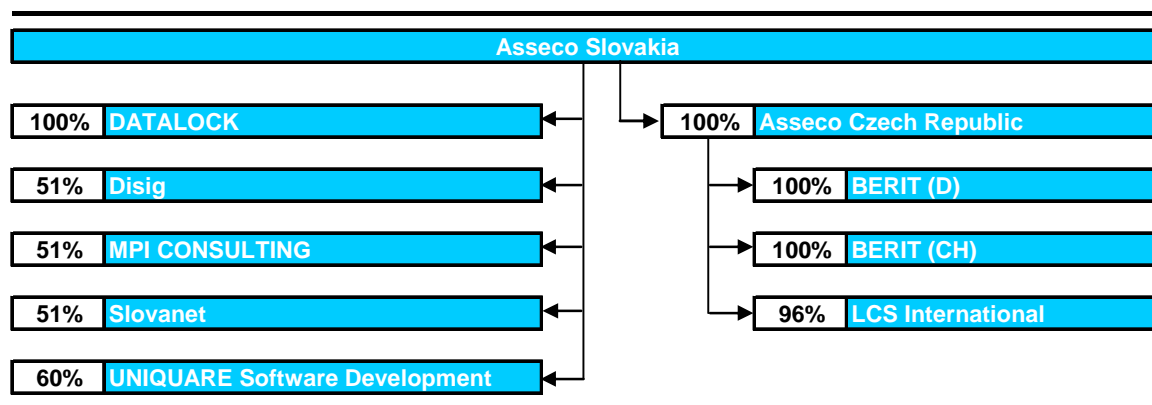 Asseco Slovakia
100% DATALOCK
100% Asseco Czech Republic
51% Disig
100% BERIT (D)
51% MPI CONSULTING
100% BERIT (CH)
51% Slovanet
96% LCS International
60% UNIQUARE Software Development